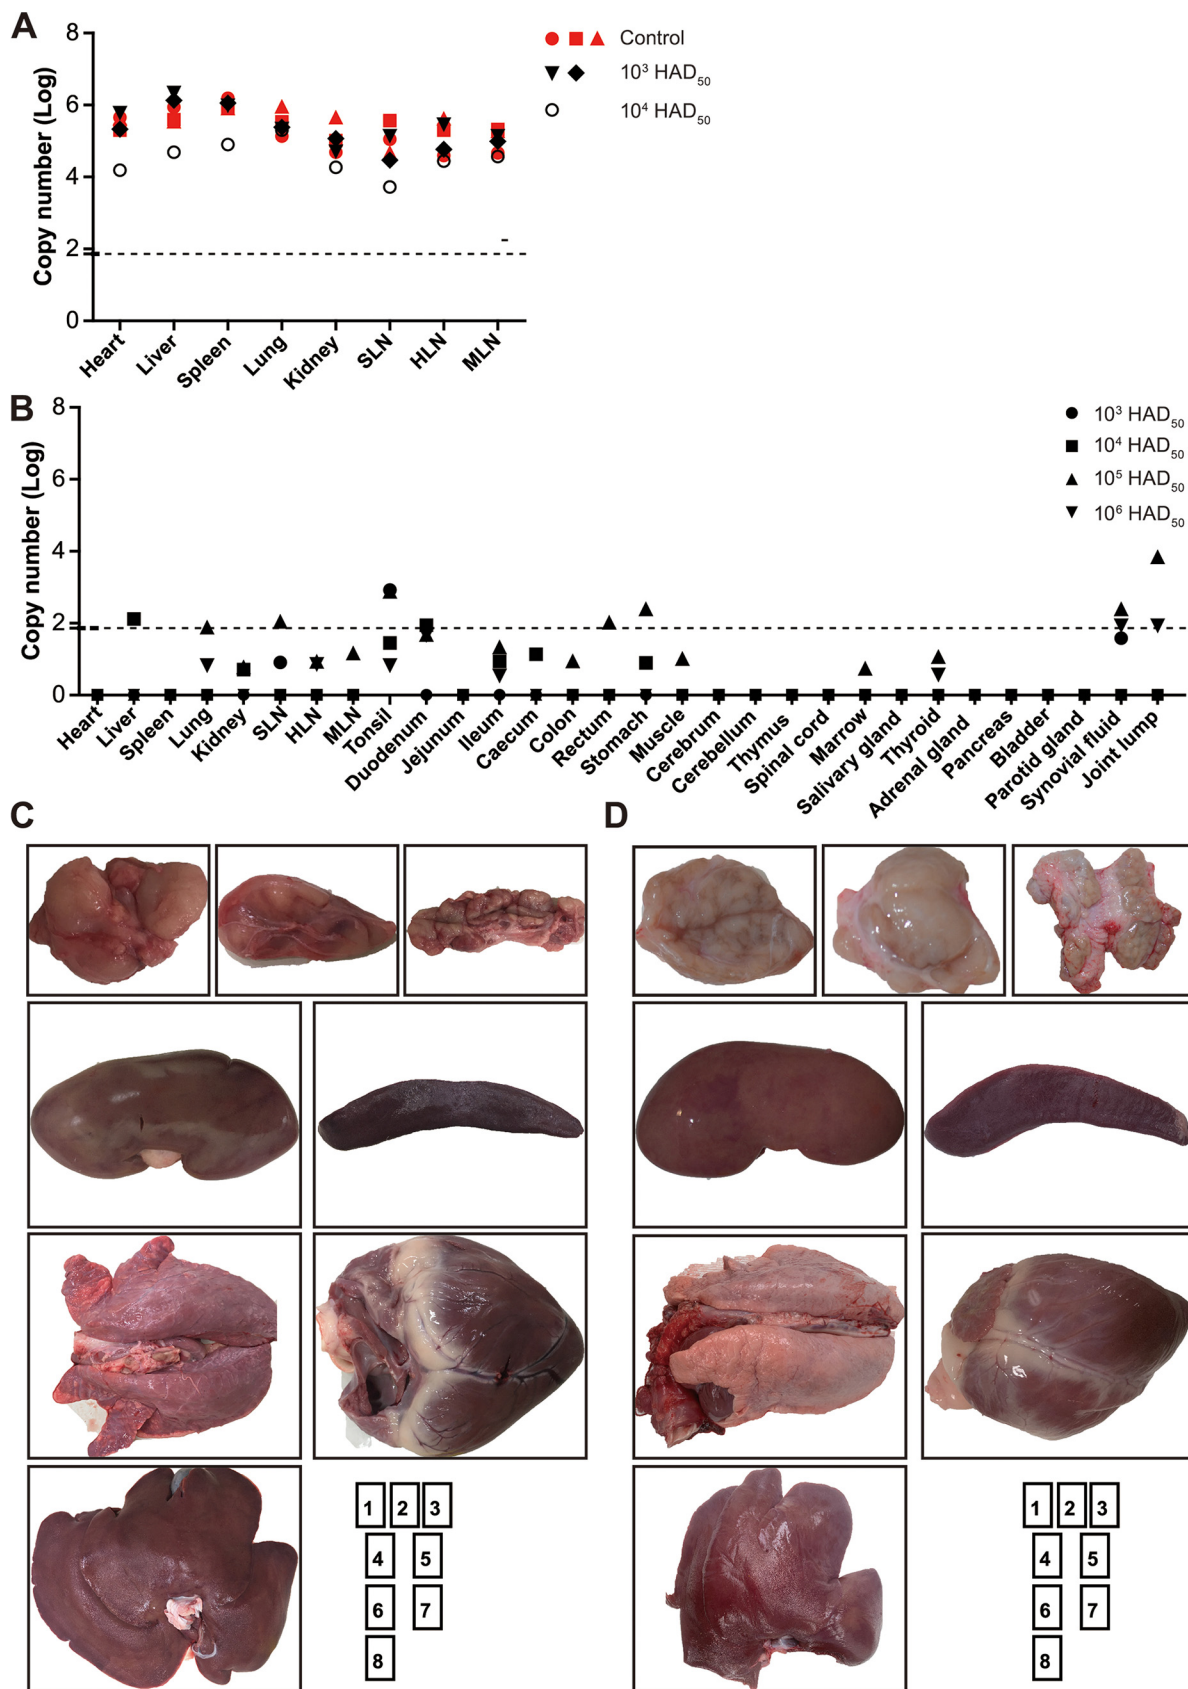 A
8
6
4
2
0
Copy number (Log)
Heart
Liver
Spleen
Lung
Kidney
SLN
HLN
MLN
Control
10³ HAD₅₀
10⁴ HAD₅₀
B
8
6
4
2
0
Copy number (Log)
10³ HAD₅₀
10⁴ HAD₅₀
10⁵ HAD₅₀
10⁶ HAD₅₀
Heart
Liver
Spleen
Lung
Kidney
SLN
HLN
MLN
Tonsil
Duodenum
Jejunum
Ileum
Caecum
Colon
Rectum
Stomach
Muscle
Cerebrum
Cerebellum
Thymus
Spinal cord
Marrow
Salivary gland
Thyroid
Adrenal gland
Pancreas
Bladder
Parotid gland
Synovial fluid
Joint lump
C
1 2 3
4 5
6 7
8
D
1 2 3
4 5
6 7
8